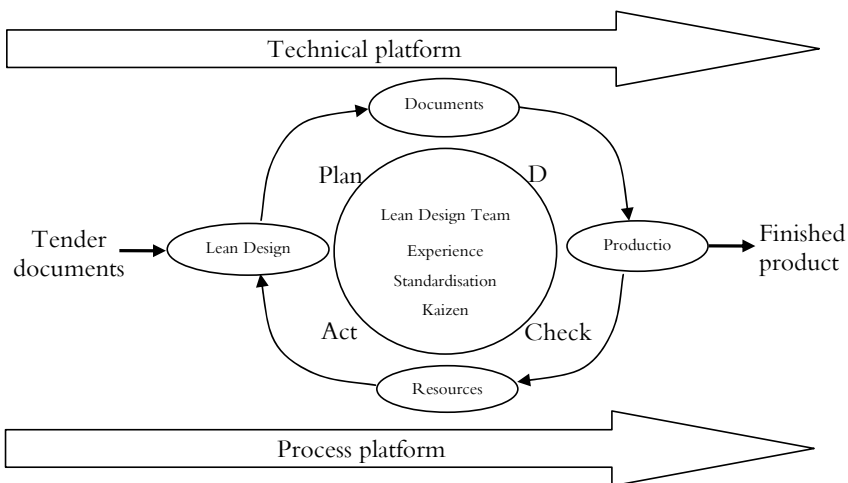 Technical platform
Documents
Plan
D
Lean Design Team
Experience
Standardisation
Kaizen
Tender
documents
Lean Design
Productio
Finished
product
Act
Check
Resources
Process platform